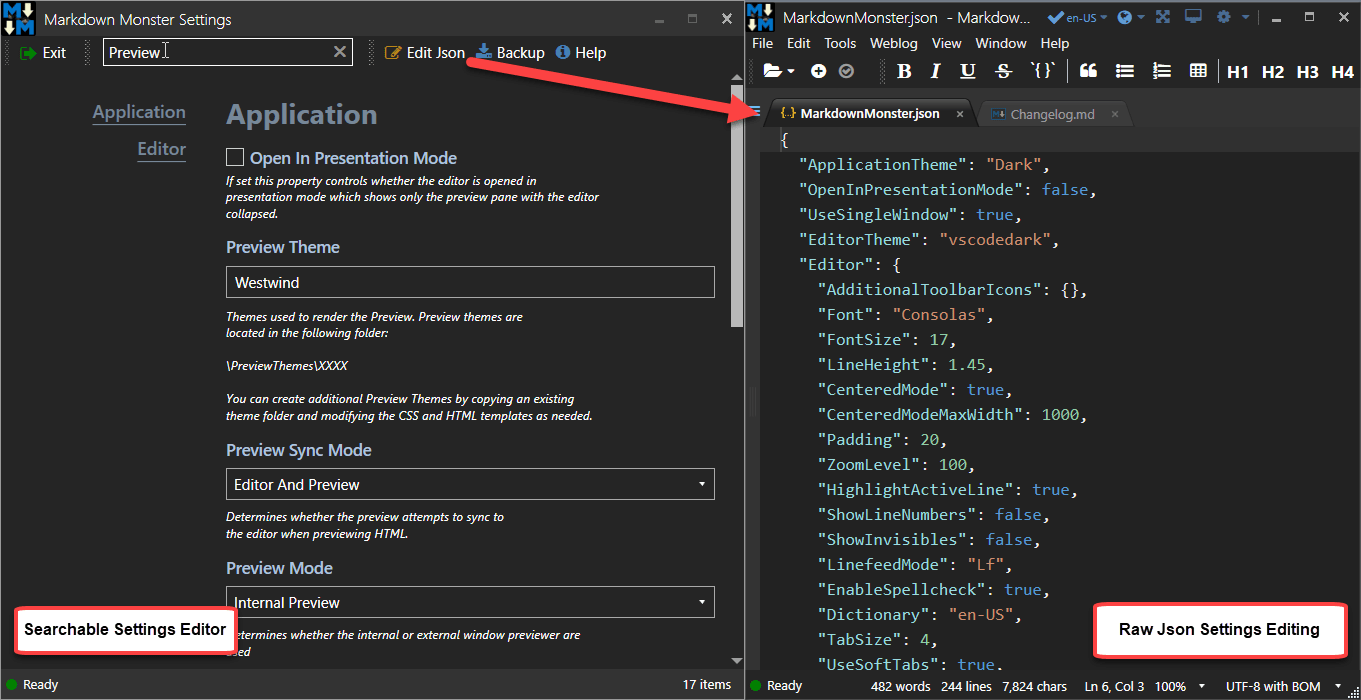 Markdown Monster Settings
Exit
Preview
Edit Json
Backup
Help
Application
Editor
Application
Open In Presentation Mode
If set this property controls whether the editor is opened in
presentation mode which shows only the preview pane with the editor
collapsed.
Preview Theme
Westwind
Themes used to render the Preview. Preview themes are
located in the following folder:
\PreviewThemes\XXXX
You can create additional Preview Themes by copying an existing
theme folder and modifying the CSS and HTML templates as needed.
Preview Sync Mode
Editor And Preview
Determines whether the preview attempts to sync to
the editor when previewing HTML.
Preview Mode
Internal Preview
etermines whether the internal or external window previewer are
sed
Searchable Settings Editor
Ready
17 items
MarkdownMonster.json - Markdow...
en-US
File Edit Tools Weblog View Window Help
B I U S `{}` H1 H2 H3 H4
{..} MarkdownMonster.json
Changelog.md
{
"ApplicationTheme": "Dark",
"OpenInPresentationMode": false,
"UseSingleWindow": true,
"EditorTheme": "vscodedark",
"Editor": {
"AdditionalToolbarIcons": {},
"Font": "Consolas",
"FontSize": 17,
"LineHeight": 1.45,
"CenteredMode": true,
"CenteredModeMaxWidth": 1000,
"Padding": 20,
"ZoomLevel": 100,
"HighlightActiveLine": true,
"ShowLineNumbers": false,
"ShowInvisibles": false,
"LinefeedMode": "Lf",
"EnableSpellcheck": true,
"Dictionary": "en-US",
"TabSize": 4,
"UseSoftTabs": true,
Raw Json Settings Editing
Ready
482 words 244 lines 7,824 chars Ln 6, Col 3 100% UTF-8 with BOM